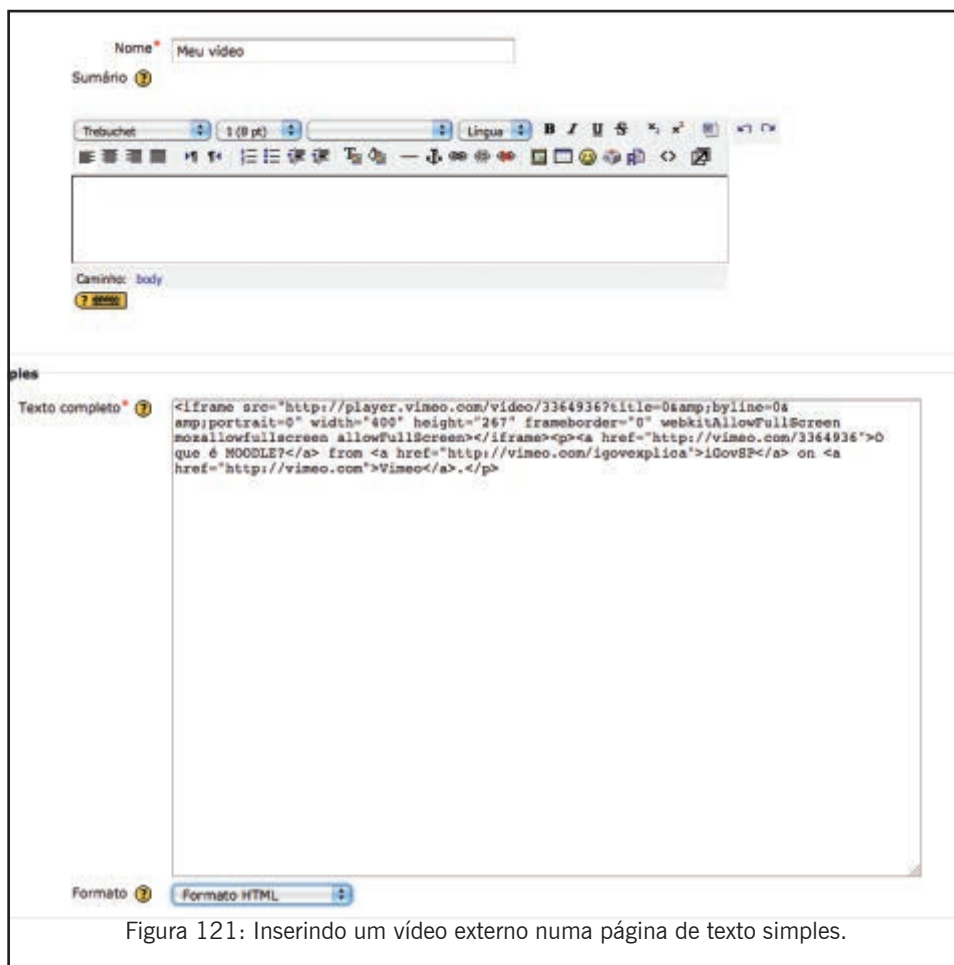 Nome*
Meu vídeo
Sumário ?
Trebuchet 1 (8 pt) Língua B I U S
Caminho: body
?
ples
Texto completo* ?
<iframe src="http://player.vimeo.com/video/3364936?title=0&amp;byline=0&
amp;portrait=0" width="400" height="267" frameborder="0" webkitAllowFullScreen
mozallowfullscreen allowFullScreen></iframe><p><a href="http://vimeo.com/3364936">O
que é MOODLE?</a> from <a href="http://vimeo.com/igovexplica">iGovSP</a> on <a
href="http://vimeo.com">Vimeo</a>.</p>
Formato ?
Formato HTML
Figura 121: Inserindo um vídeo externo numa página de texto simples.